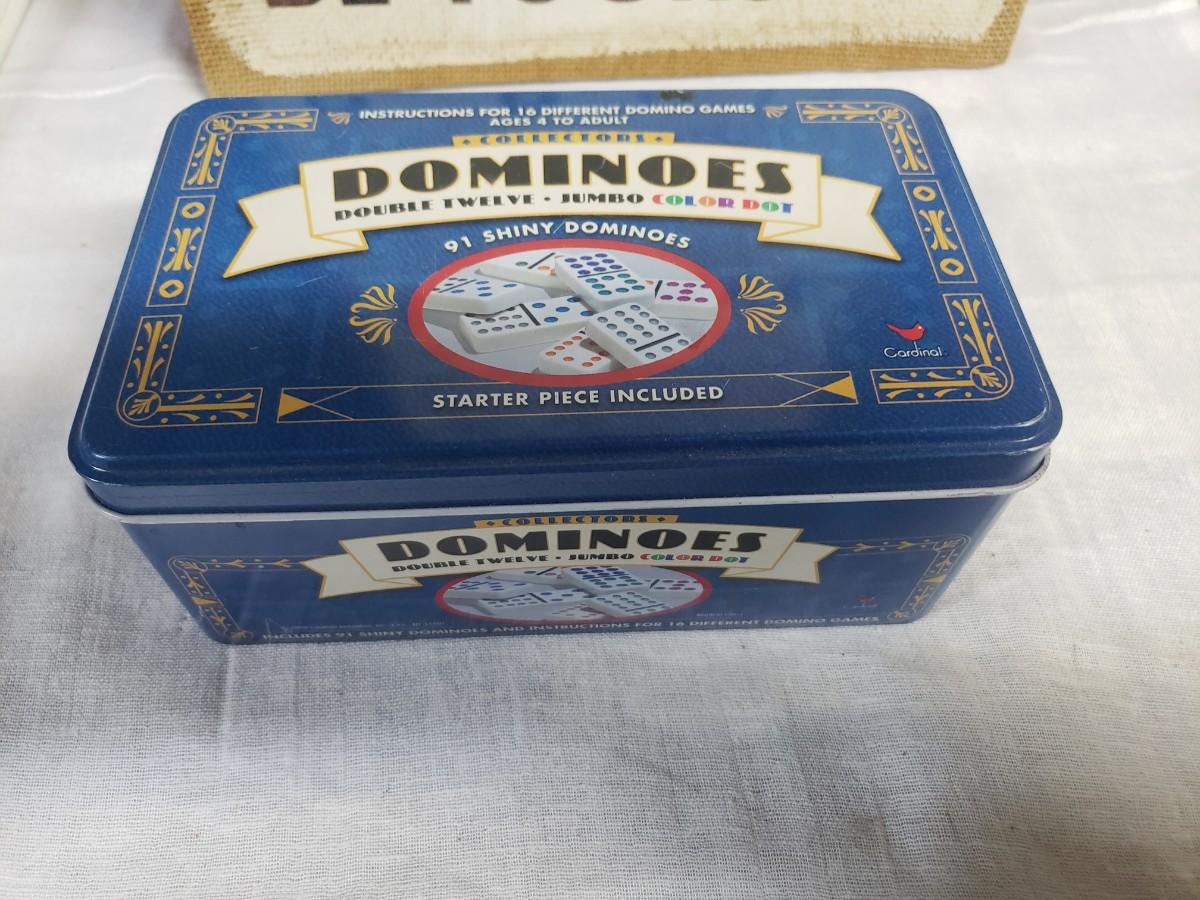 INSTRUCTIONS FOR 16 DIFFERENT DOMINO GAMES
AGES 4 TO ADULT
COLLECTORS
DOMINOES
DOUBLE TWELVE • JUMBO COLOR DOT
91 SHINY DOMINOES
Cardinal
STARTER PIECE INCLUDED
COLLECTORS
DOMINOES
DOUBLE TWELVE • JUMBO COLOR DOT
INCLUDES 91 SHINY DOMINOES AND INSTRUCTIONS FOR 16 DIFFERENT DOMINO GAMES